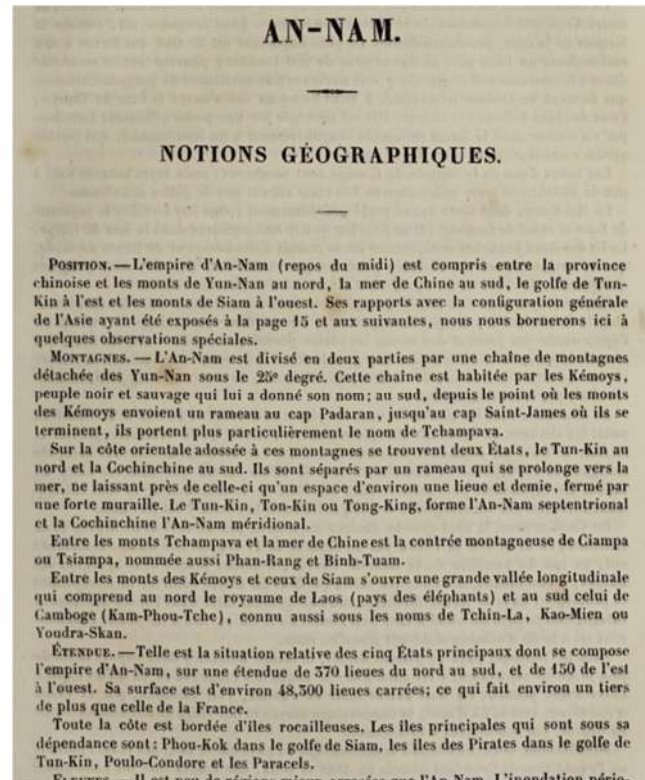 AN-NAM.
NOTIONS GÉOGRAPHIQUES.
POSITION.—L'empire d'An-Nam (repos du midi) est compris entre la province
chinoise et les monts de Yun-Nan au nord, la mer de Chine au sud, le golfe de Tun-
Kin à l'est et les monts de Siam à l'ouest. Ses rapports avec la configuration générale
de l'Asie ayant été exposés à la page 15 et aux suivantes, nous nous bornerons ici à
quelques observations spéciales.
MONTAGNES. — L'An-Nam est divisé en deux parties par une chaîne de montagnes
détachée des Yun-Nan sous le 25e degré. Cette chaîne est habitée par les Kémoys,
peuple noir et sauvage qui lui a donné son nom; au sud, depuis le point où les monts
des Kémoys envoient un rameau au cap Padaran, jusqu'au cap Saint-James où ils se
terminent, ils portent plus particulièrement le nom de Tchampava.
Sur la côte orientale adossée à ces montagnes se trouvent deux États, le Tun-Kin au
nord et la Cochinchine au sud. Ils sont séparés par un rameau qui se prolonge vers la
mer, ne laissant près de celle-ci qu'un espace d'environ une lieue et demie, fermé par
une forte muraille. Le Tun-Kin, Ton-Kin ou Tong-King, forme l'An-Nam septentrional
et la Cochinchine l'An-Nam méridional.
Entre les monts Tchampava et la mer de Chine est la contrée montagneuse de Ciampa
ou Tsiampa, nommée aussi Phan-Rang et Binh-Tuam.
Entre les monts des Kémoys et ceux de Siam s'ouvre une grande vallée longitudinale
qui comprend au nord le royaume de Laos (pays des éléphants) et au sud celui de
Camboge (Kam-Phou-Tche), connu aussi sous les noms de Tchin-La, Kao-Mien ou
Youdra-Skan.
ÉTENDUE.—Telle est la situation relative des cinq États principaux dont se compose
l'empire d'An-Nam, sur une étendue de 370 lieues du nord au sud, et de 150 de l'est
à l'ouest. Sa surface est d'environ 48,300 lieues carrées; ce qui fait environ un tiers
de plus que celle de la France.
Toute la côte est bordée d'îles rocailleuses. Les îles principales qui sont sous sa
dépendance sont: Phou-Kok dans le golfe de Siam, les îles des Pirates dans le golfe de
Tun-Kin, Poulo-Condore et les Paracels.
FLEUVES.—Il est peu de régions mieux arrosées que l'An-Nam. L'inondation pério-